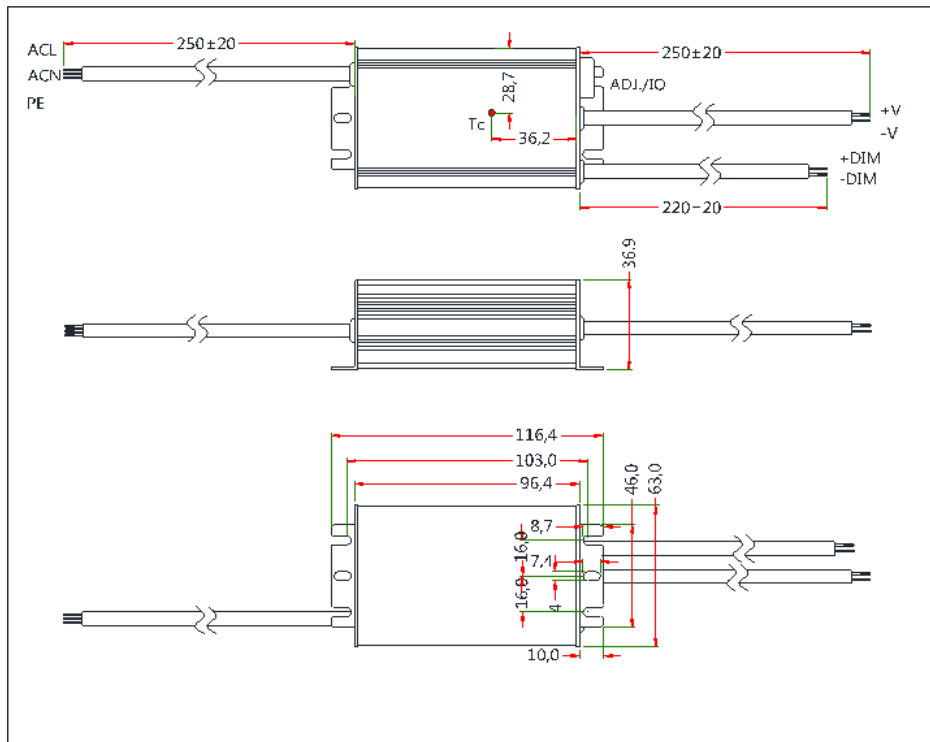 ACL
250±20
250±20
ACN
28,7
ADJ./IO
PE
Tc
36,2
+V
-V
+DIM
-DIM
220-20
36.9
116,4
103,0
96,4
46,0
63,0
8,7
16,0
7,4
16,0
4
10,0